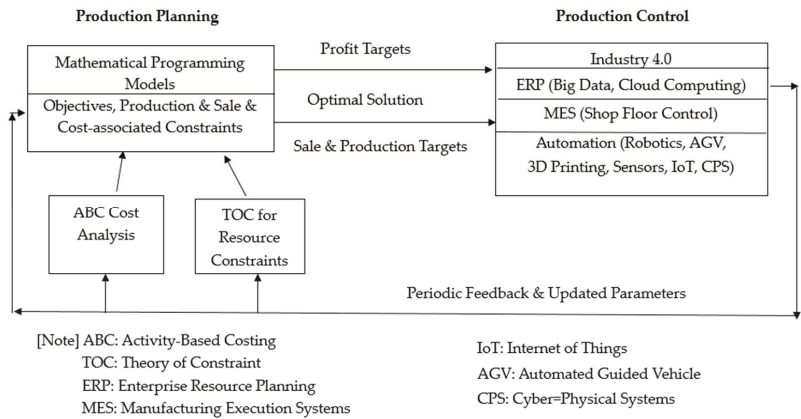 Production Planning
Production Control
Mathematical Programming
Models
Objectives, Production & Sale &
Cost-associated Constraints
Profit Targets
Optimal Solution
Sale & Production Targets
Industry 4.0
ERP (Big Data, Cloud Computing)
MES (Shop Floor Control)
Automation (Robotics, AGV,
3D Printing, Sensors, IoT, CPS)
ABC Cost
Analysis
TOC for
Resource
Constraints
Periodic Feedback & Updated Parameters
[Note] ABC: Activity-Based Costing
TOC: Theory of Constraint
ERP: Enterprise Resource Planning
MES: Manufacturing Execution Systems
IoT: Internet of Things
AGV: Automated Guided Vehicle
CPS: Cyber=Physical Systems